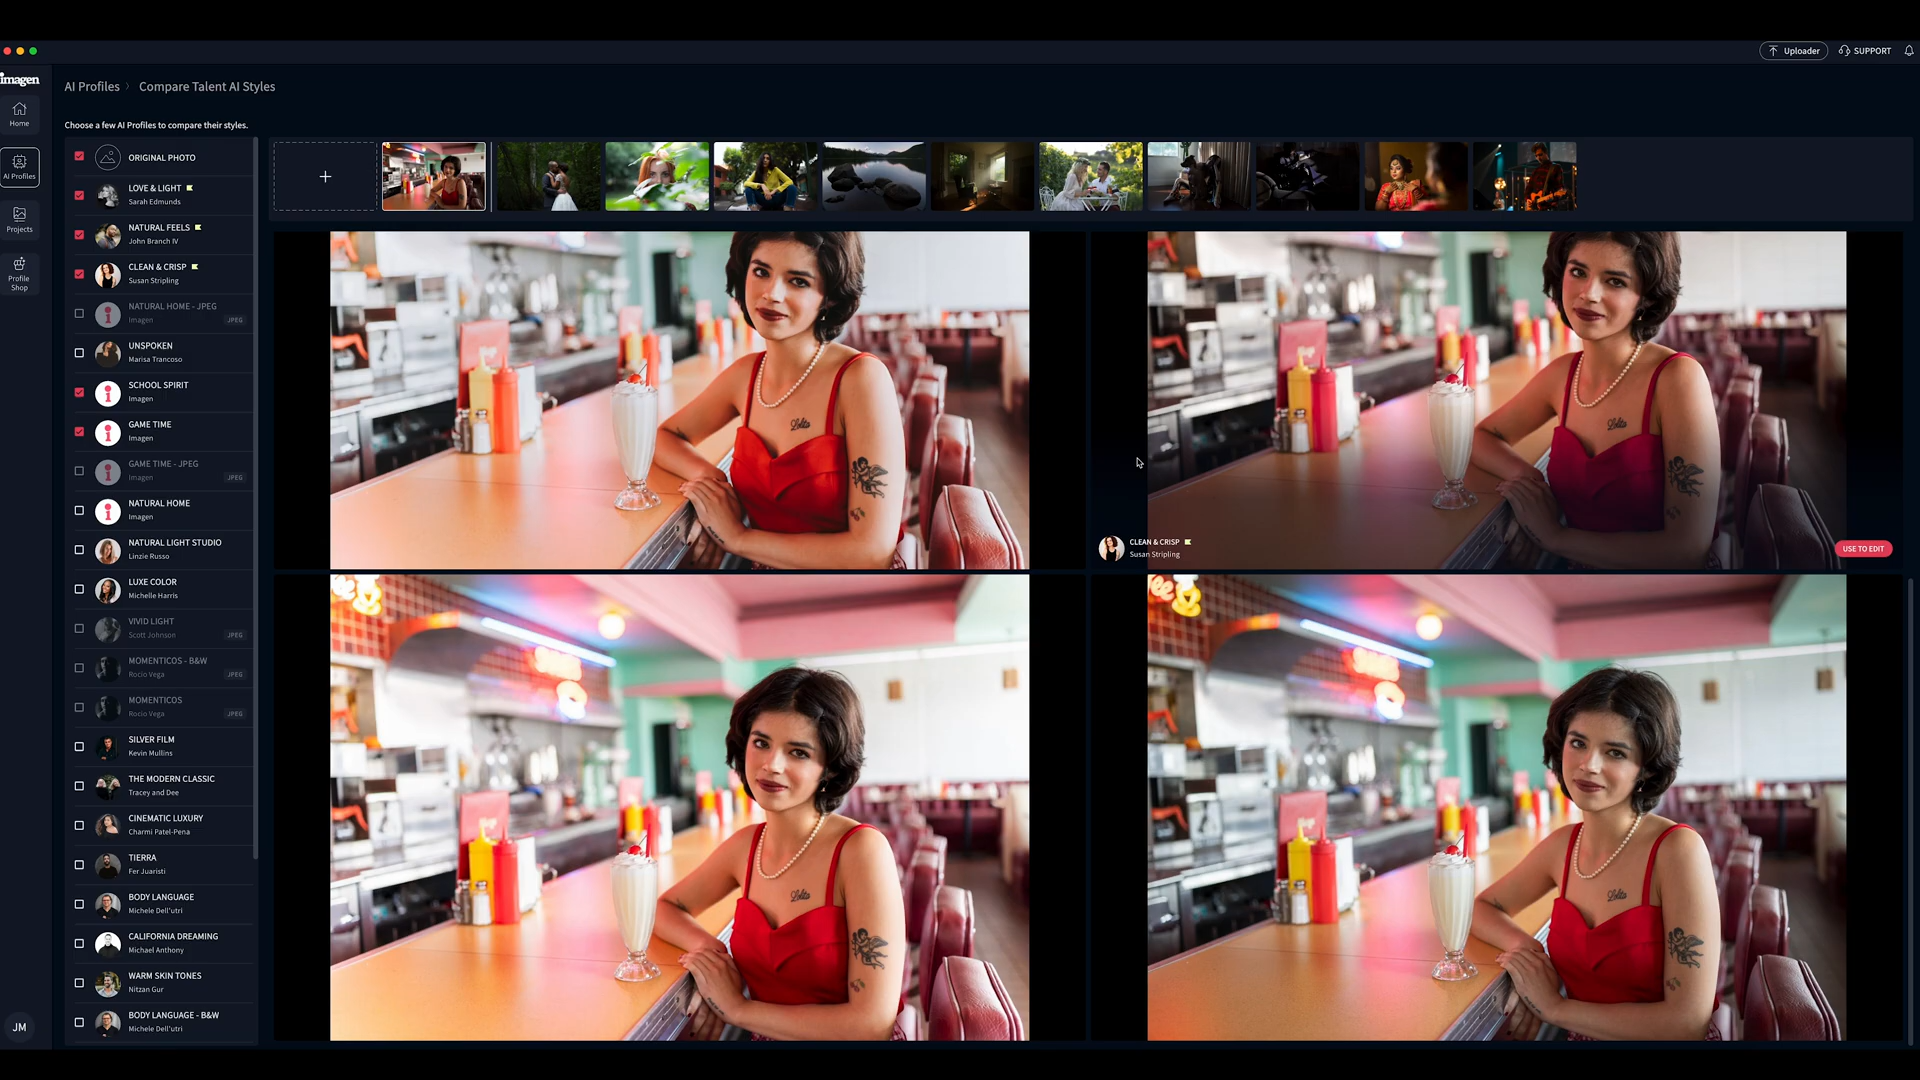 Uploader
SUPPORT
imagen
AI Profiles
Compare Talent AI Styles
Home
AI Profiles
Projects
Profile
Shop
JM
Choose a few AI Profiles to compare their styles.
ORIGINAL PHOTO
LOVE & LIGHT
Sarah Edmunds
NATURAL FEELS
John Branch IV
CLEAN & CRISP
Susan Stripling
NATURAL HOME - JPEG
Imagen
JPEG
UNSPOKEN
Marisa Trancoso
SCHOOL SPIRIT
Imagen
GAME TIME
Imagen
GAME TIME - JPEG
Imagen
JPEG
NATURAL HOME
Imagen
NATURAL LIGHT STUDIO
Linzie Russo
LUXE COLOR
Michelle Harris
VIVID LIGHT
Scott Johnson
JPEG
MOMENTICOS - B&W
Rocio Vega
JPEG
MOMENTICOS
Rocio Vega
JPEG
SILVER FILM
Kevin Mullins
THE MODERN CLASSIC
Tracey and Dee
CINEMATIC LUXURY
Charmi Patel-Pena
TIERRA
Fer Juaristi
BODY LANGUAGE
Michele Dell'utri
CALIFORNIA DREAMING
Michael Anthony
WARM SKIN TONES
Nitzan Gur
BODY LANGUAGE - B&W
Michele Dell'utri
Lolita
Lolita
CLEAN & CRISP
Susan Stripling
USE TO EDIT
Lolita
Lolita